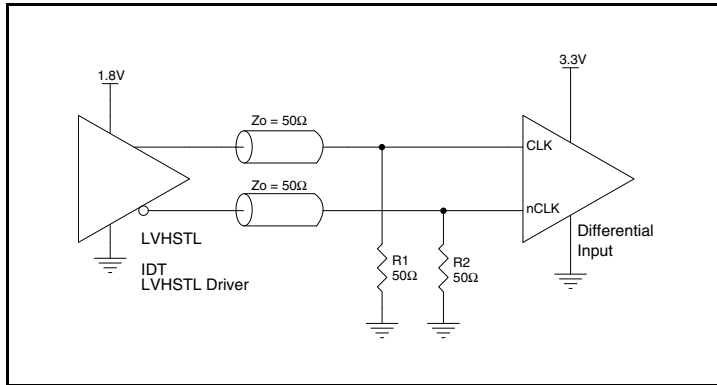 1.8V
3.3V
Zo = 50Ω
CLK
Zo = 50Ω
nCLK
LVHSTL
IDT
LVHSTL Driver
R1
50Ω
R2
50Ω
Differential
Input